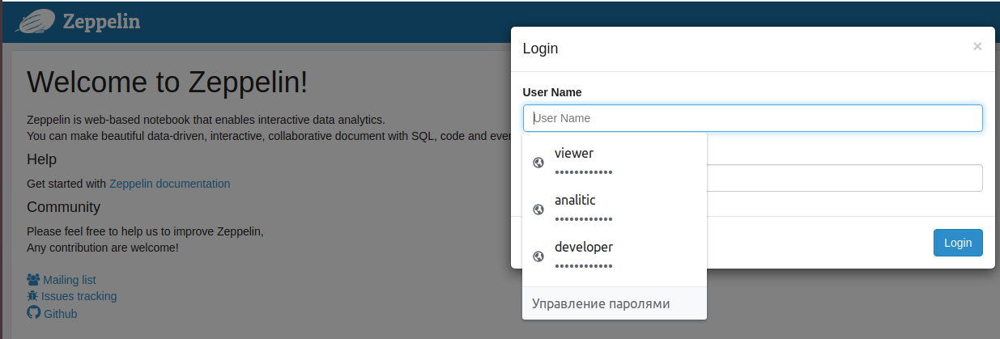 Zeppelin
Welcome to Zeppelin!
Zeppelin is web-based notebook that enables interactive data analytics.
You can make beautiful data-driven, interactive, collaborative document with SQL, code and ever
Help
Get started with Zeppelin documentation
Community
Please feel free to help us to improve Zeppelin,
Any contribution are welcome!
Mailing list
Issues tracking
Github
Login
×
User Name
User Name
viewer
••••••••••••
analitic
••••••••••••
developer
••••••••••••
Управление паролями
Login